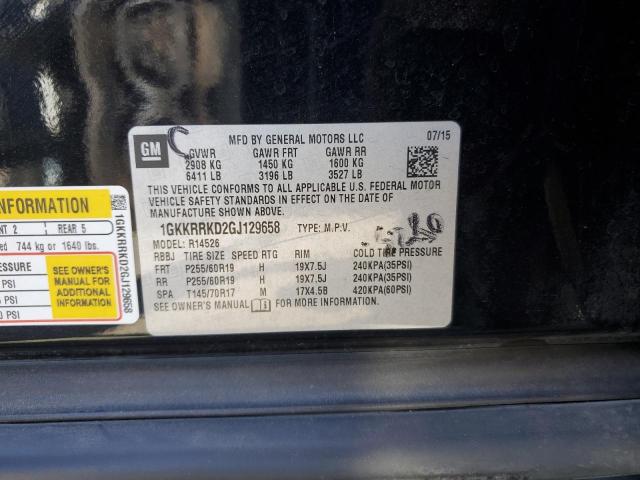 GM
MFD BY GENERAL MOTORS LLC
07/15
GVWR GAWR FRT GAWR RR
2908 KG 1450 KG 1600 KG
6411 LB 3196 LB 3527 LB
THIS VEHICLE CONFORMS TO ALL APPLICABLE U.S. FEDERAL MOTOR
VEHICLE SAFETY STANDARDS IN EFFECT ON THE DATE OF
MANUFACTURE SHOWN ABOVE.
1GKKRRKD2GJ129658 TYPE: M.P.V.
MODEL: R14526
RBBJ TIRE SIZE SPEED RTG RIM COLD TIRE PRESSURE
FRT P255/60R19 H 19X7.5J 240KPA(35PSI)
RR P255/60R19 H 19X7.5J 240KPA(35PSI)
SPA T145/70R17 M 17X4.5B 420KPA(60PSI)
SEE OWNER'S MANUAL FOR MORE INFORMATION.
INFORMATION
2 REAR 5
744 kg or 1640 lbs.
SEE OWNER'S
MANUAL FOR
ADDITIONAL
INFORMATION
PSI
PSI
PSI
1GKKRRKD2GJ129658